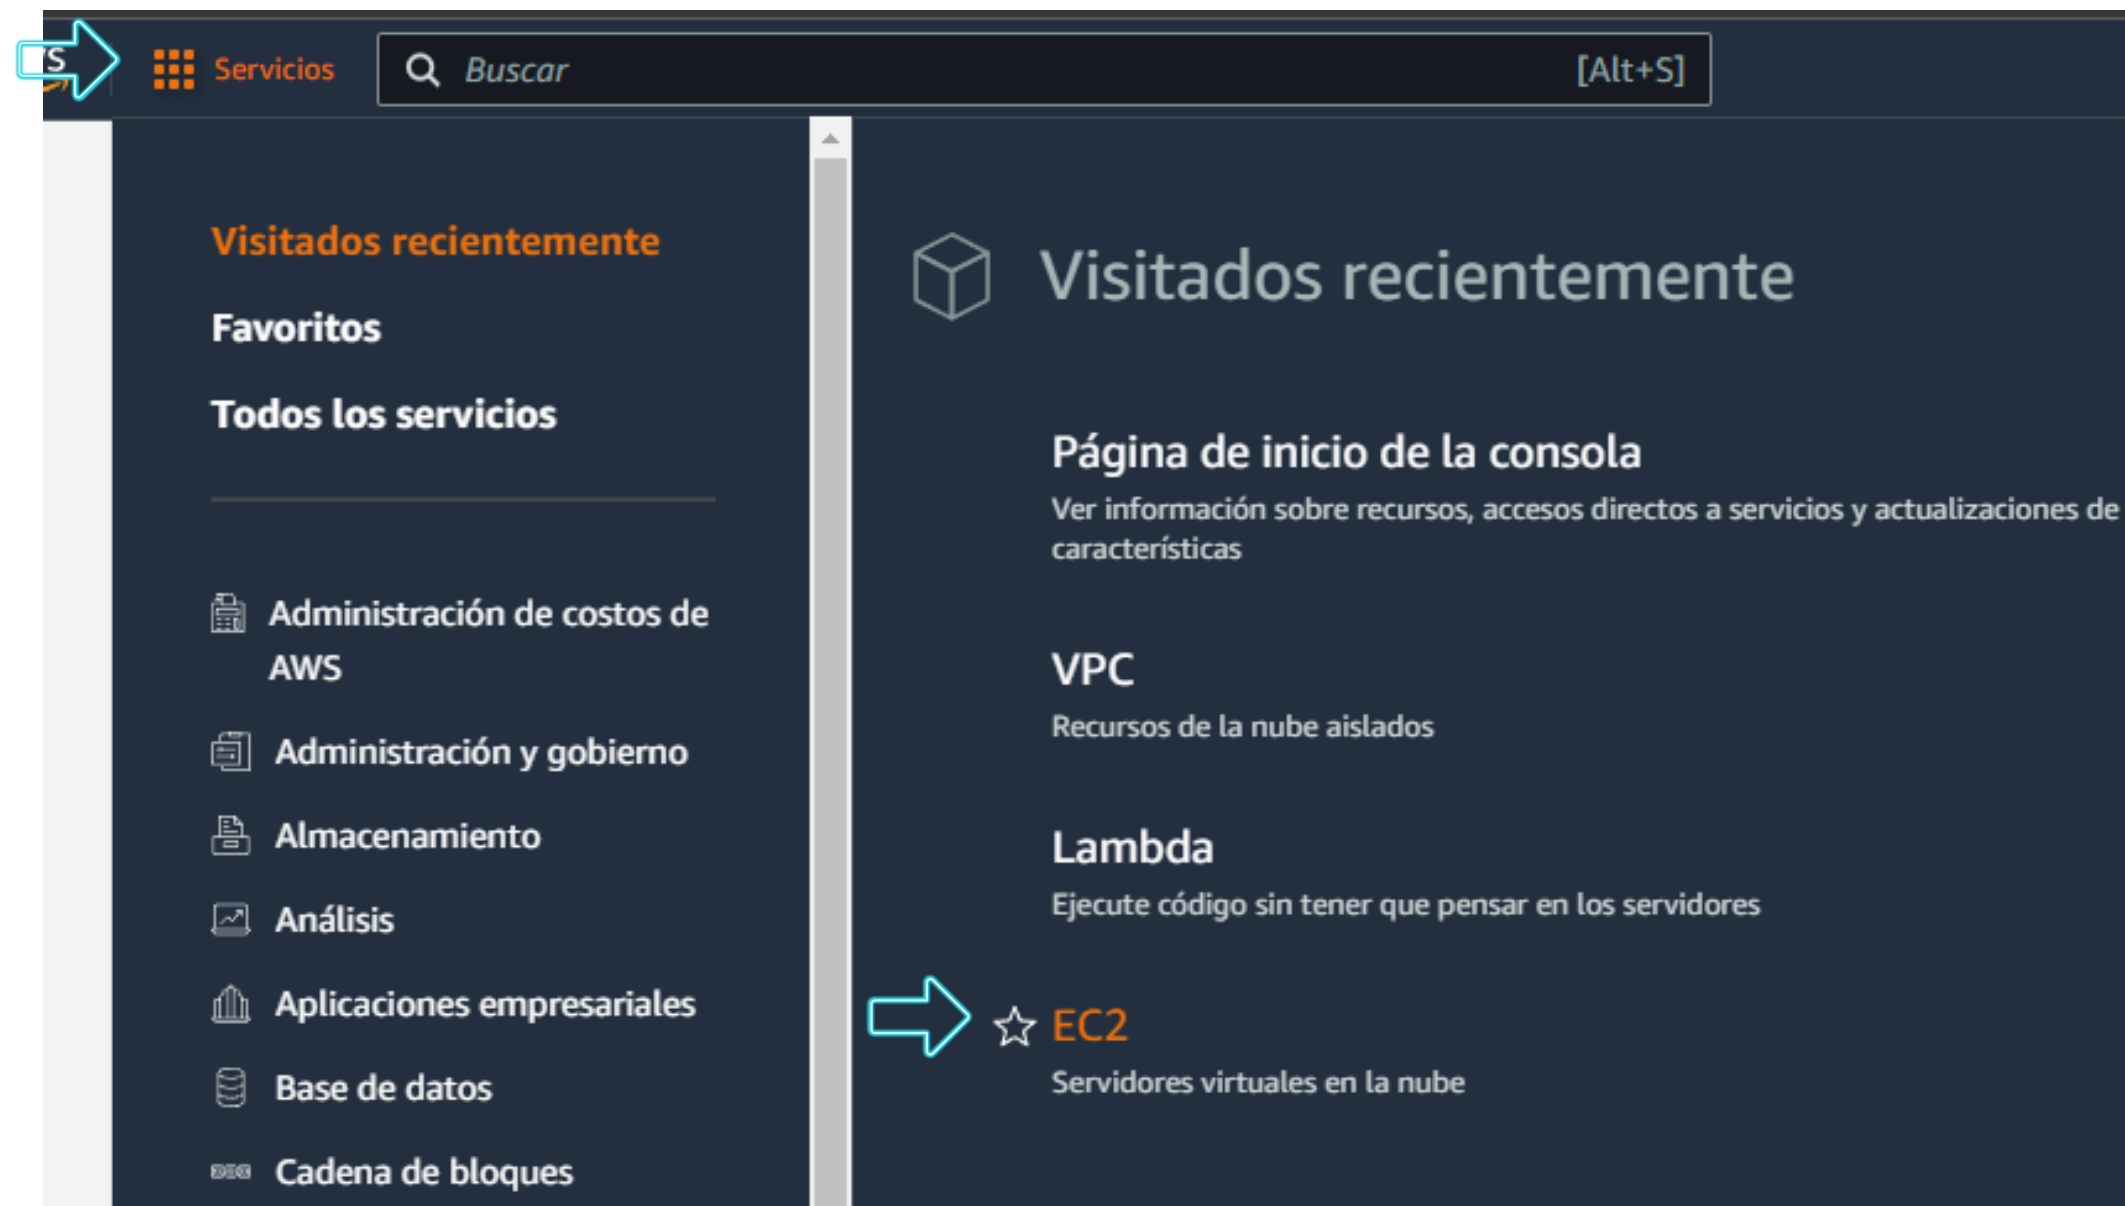 Servicios
Buscar
[Alt+S]
Visitados recientemente
Favoritos
Todos los servicios
Administración de costos de
AWS
Administración y gobierno
Almacenamiento
Análisis
Aplicaciones empresariales
Base de datos
Cadena de bloques
Visitados recientemente
Página de inicio de la consola
Ver información sobre recursos, accesos directos a servicios y actualizaciones de
características
VPC
Recursos de la nube aislados
Lambda
Ejecute código sin tener que pensar en los servidores
EC2
Servidores virtuales en la nube